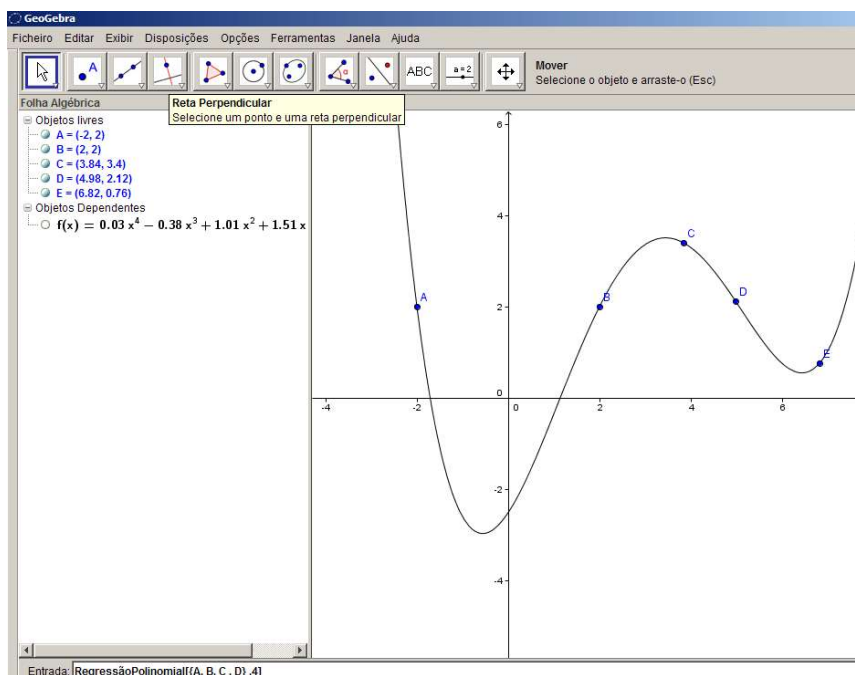 GeoGebra
Ficheiro Editar Exibir Disposições Opções Ferramentas Janela Ajuda
A
α
ABC
a = 2
Mover
Selecione o objeto e arraste-o (Esc)
Folha Algébrica
Reta Perpendicular
Selecione um ponto e uma reta perpendicular
Objetos livres
A = (-2, 2)
B = (2, 2)
C = (3.84, 3.4)
D = (4.98, 2.12)
E = (6.82, 0.76)
Objetos Dependentes
f(x) = 0.03 x⁴ − 0.38 x³ + 1.01 x² + 1.51 x
6
4
C
A
B
D
2
E
0
-4
-2
0
2
4
6
-2
-4
Entrada: RegressãoPolinomial[{A, B, C , D} ,4]